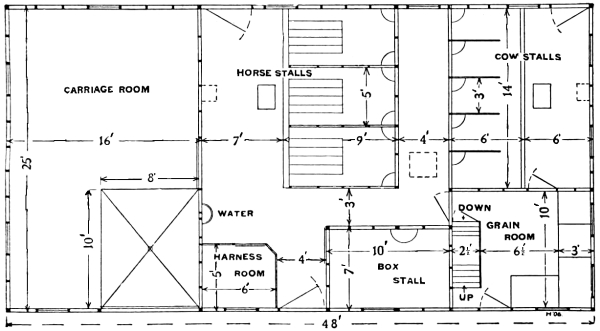 CARRIAGE ROOM
HORSE STALLS
COW STALLS
5'
3'
14'
25'
16'
7'
9'
4'
6'
6'
8'
3'
WATER
DOWN
GRAIN
ROOM
10'
10'
HARNESS
ROOM
5'
6'
4'
7'
10'
BOX
STALL
2½'
6½'
3'
UP
H'06
48'